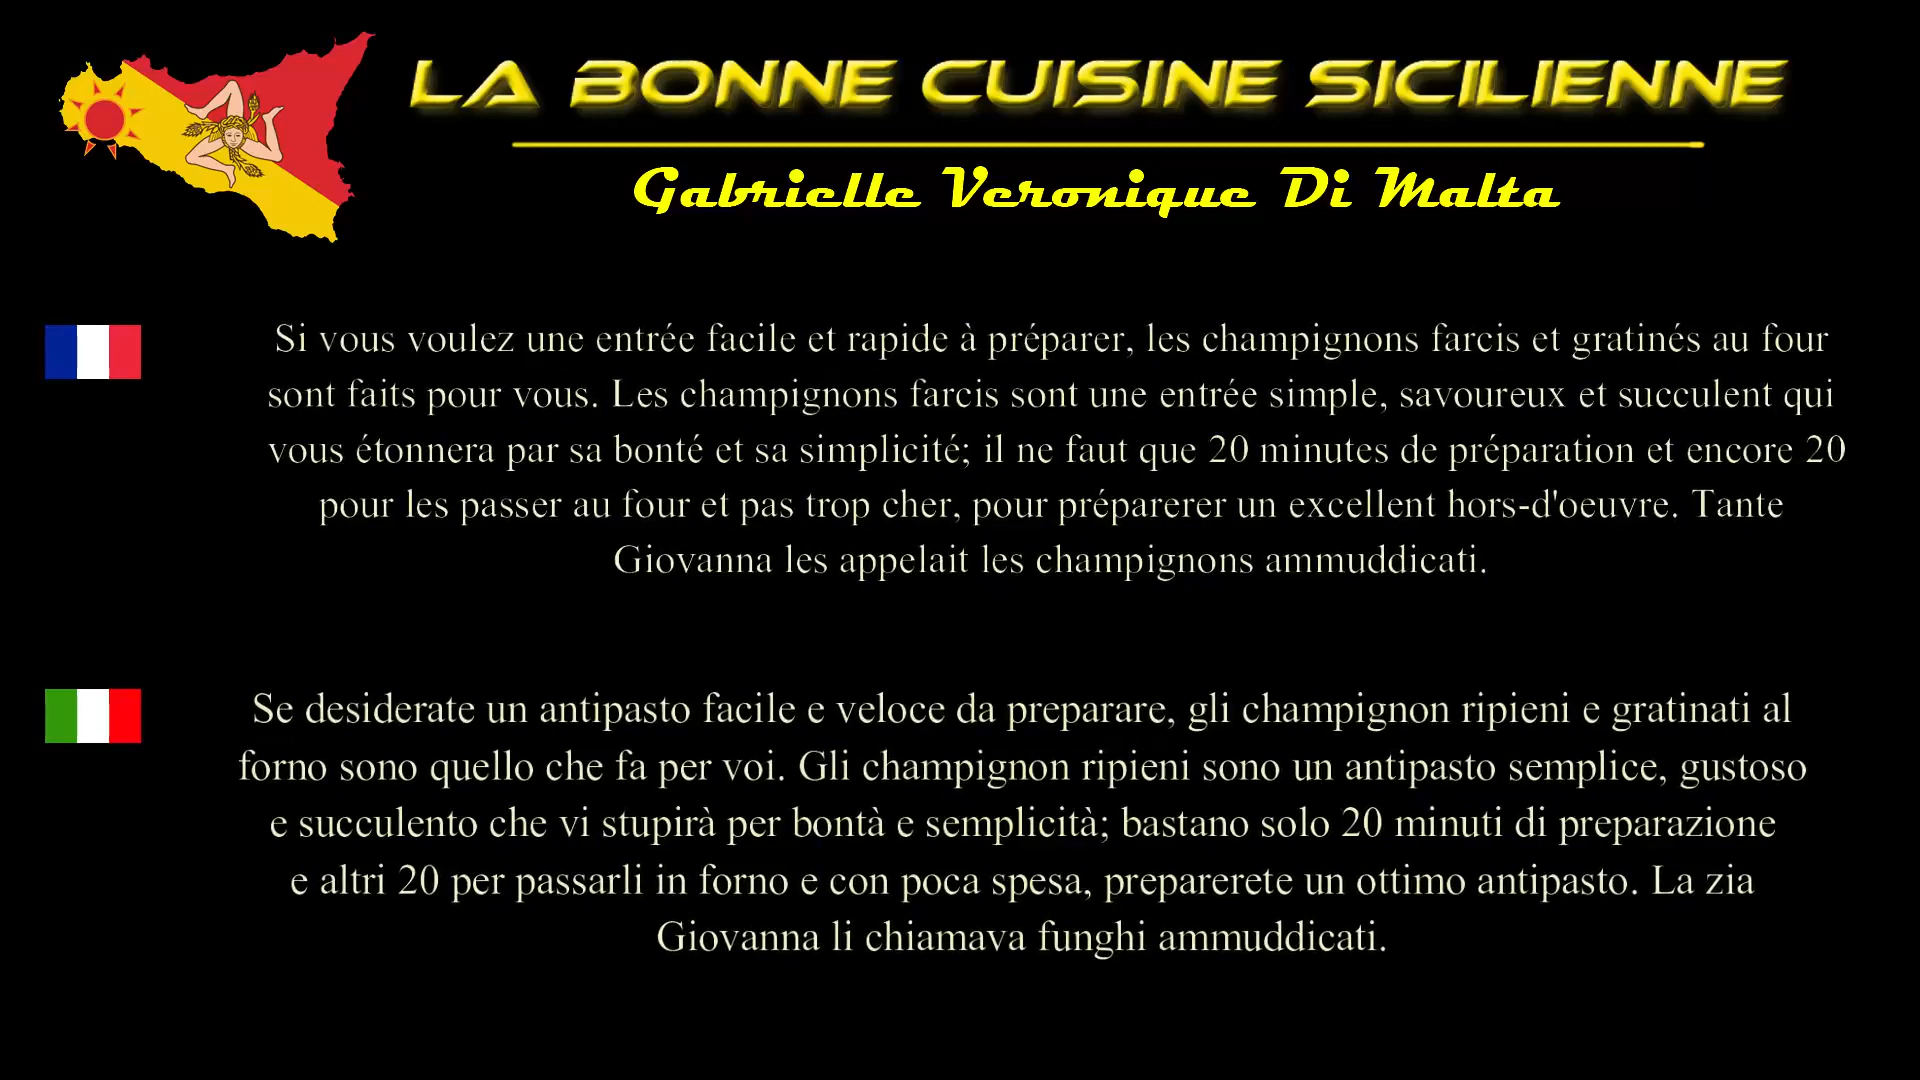 LA BONNE CUISINE SICILIENNE
Gabrielle Veronique Di Malta
Si vous voulez une entrée facile et rapide à préparer, les champignons farcis et gratinés au four
sont faits pour vous. Les champignons farcis sont une entrée simple, savoureux et succulent qui
vous étonnera par sa bonté et sa simplicité; il ne faut que 20 minutes de préparation et encore 20
pour les passer au four et pas trop cher, pour préparerer un excellent hors-d'oeuvre. Tante
Giovanna les appelait les champignons ammuddicati.
Se desiderate un antipasto facile e veloce da preparare, gli champignon ripieni e gratinati al
forno sono quello che fa per voi. Gli champignon ripieni sono un antipasto semplice, gustoso
e succulento che vi stupirà per bontà e semplicità; bastano solo 20 minuti di preparazione
e altri 20 per passarli in forno e con poca spesa, preparerete un ottimo antipasto. La zia
Giovanna li chiamava funghi ammuddicati.